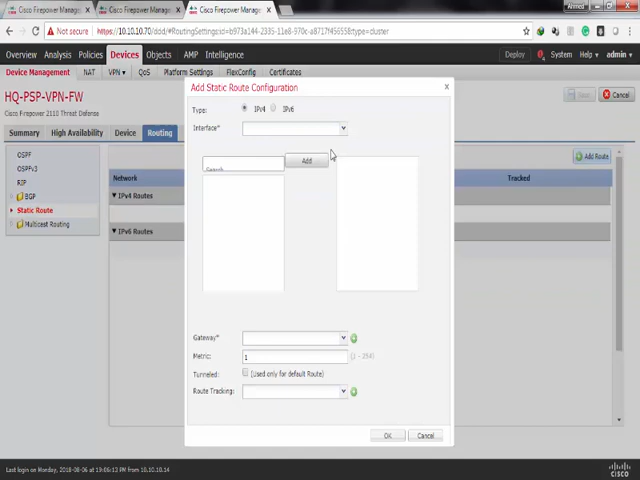 Cisco Firepower Manage
Cisco Firepower Manage
Cisco Firepower Manage
Ahmed
Not secure
https://10.10.10.70/ddd/#RoutingSettings;id=b973a144-2335-11e8-970c-a8717f456558?type=cluster
Overview Analysis Policies Devices Objects AMP Intelligence
Deploy System Help admin
Device Management NAT VPN QoS Platform Settings FlexConfig Certificates
HQ-PSP-VPN-FW
Cisco Firepower 2110 Threat Defense
Cancel
Summary High Availability Device Routing
OSPF
OSPFv3
RIP
BGP
Static Route
Multicast Routing
Add Route
Network
Tracked
IPv4 Routes
IPv6 Routes
Add Static Route Configuration
x
Type: IPv4 IPv6
Interface*
Add
Search
Gateway*
Metric: 1 (1 - 254)
Tunneled: (Used only for default Route)
Route Tracking:
OK Cancel
Last login on Monday, 2018-08-06 at 19:06:13 PM from 10.10.10.14
cisco